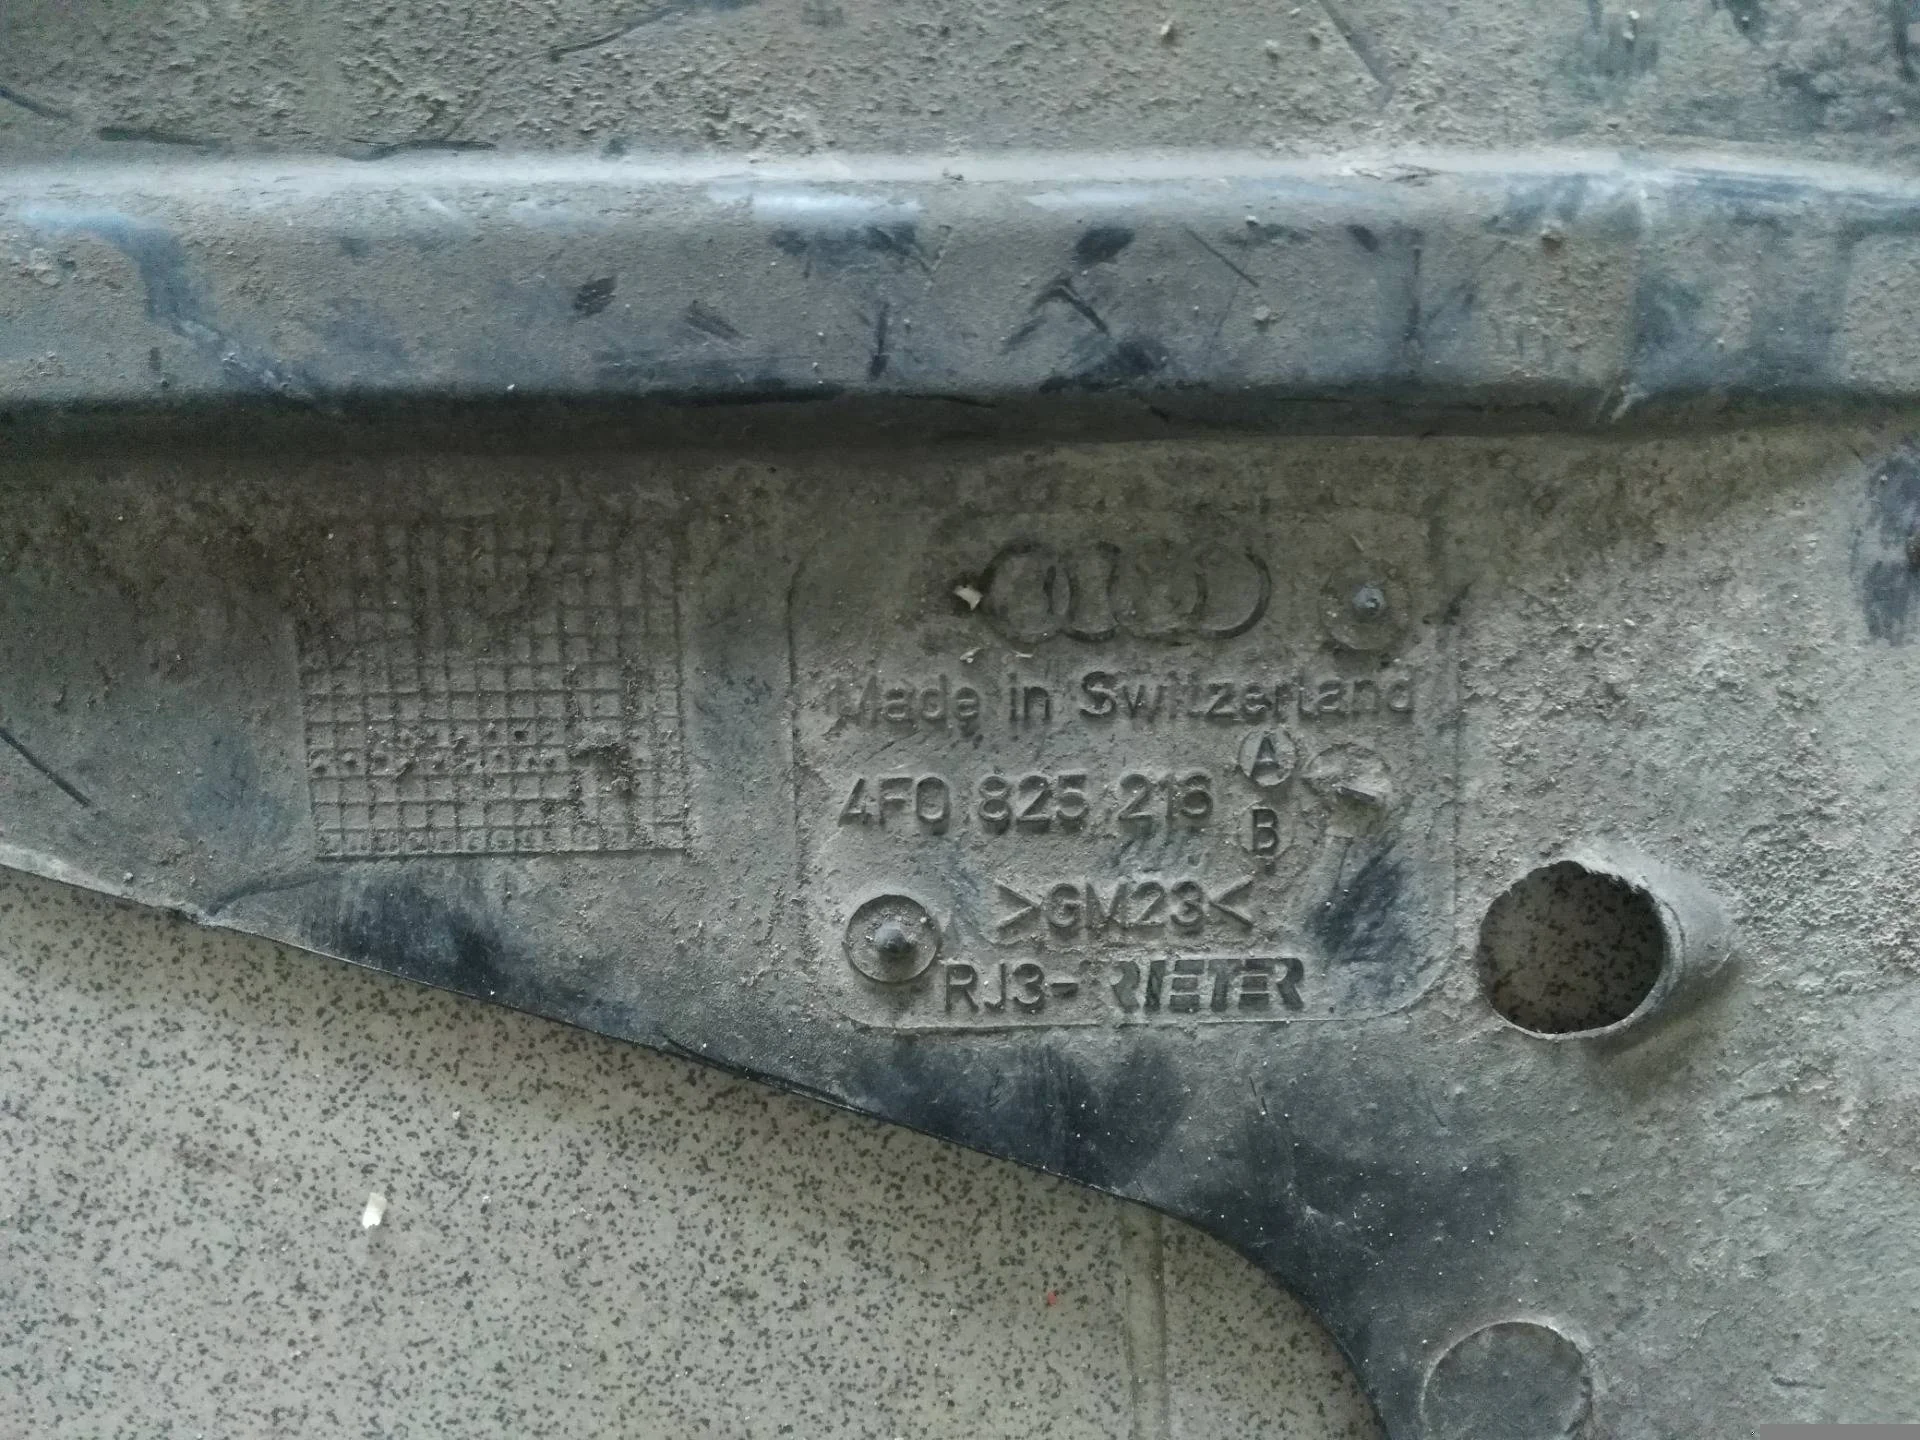 Made in Switzerland
4F0 825 216 A
B
>GM23<
RJ3-RIETER